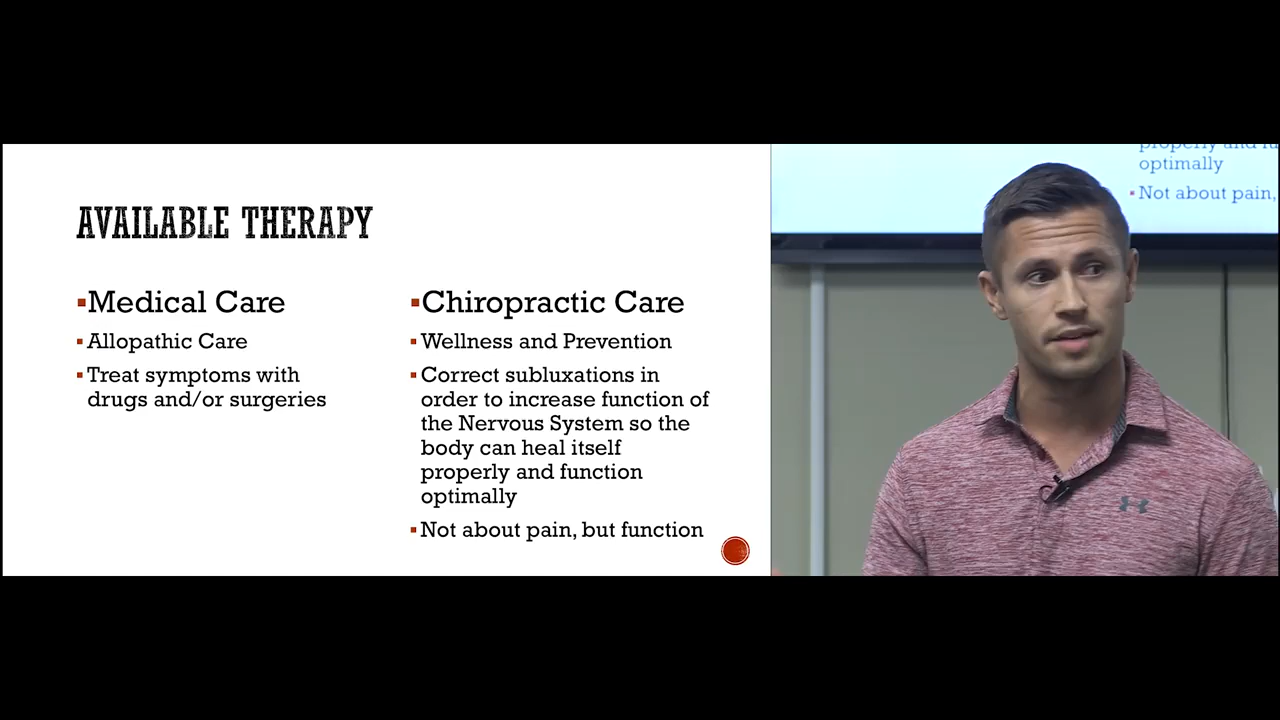 AVAILABLE THERAPY
▪Medical Care
▪Allopathic Care
▪Treat symptoms with
drugs and/or surgeries
▪Chiropractic Care
▪Wellness and Prevention
▪Correct subluxations in
order to increase function of
the Nervous System so the
body can heal itself
properly and function
optimally
▪Not about pain, but function
properly and fu
optimally
▪Not about pain,